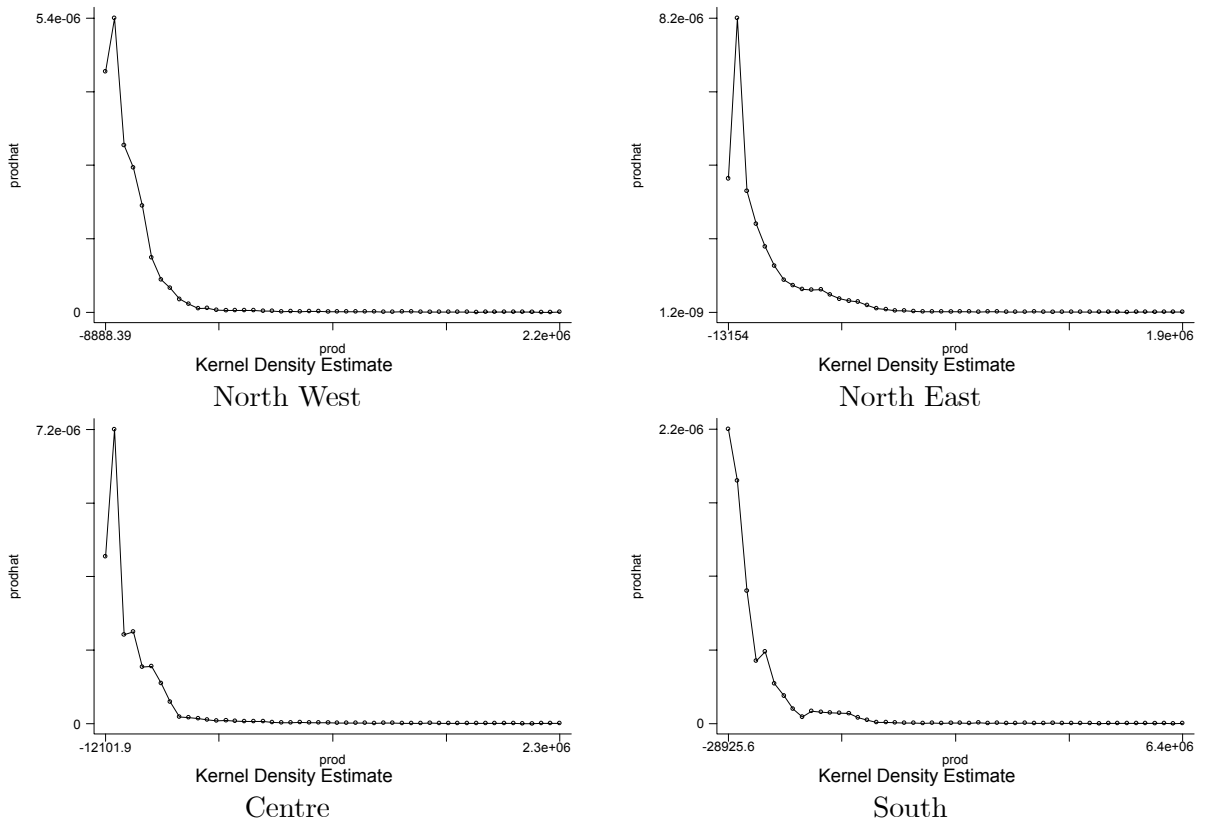 5.4e-06
prodhat
0
-8888.39
2.2e+06
prod
Kernel Density Estimate
North West
8.2e-06
prodhat
1.2e-09
-13154
1.9e+06
prod
Kernel Density Estimate
North East
7.2e-06
prodhat
0
-12101.9
2.3e+06
prod
Kernel Density Estimate
Centre
2.2e-06
prodhat
0
-28925.6
6.4e+06
prod
Kernel Density Estimate
South